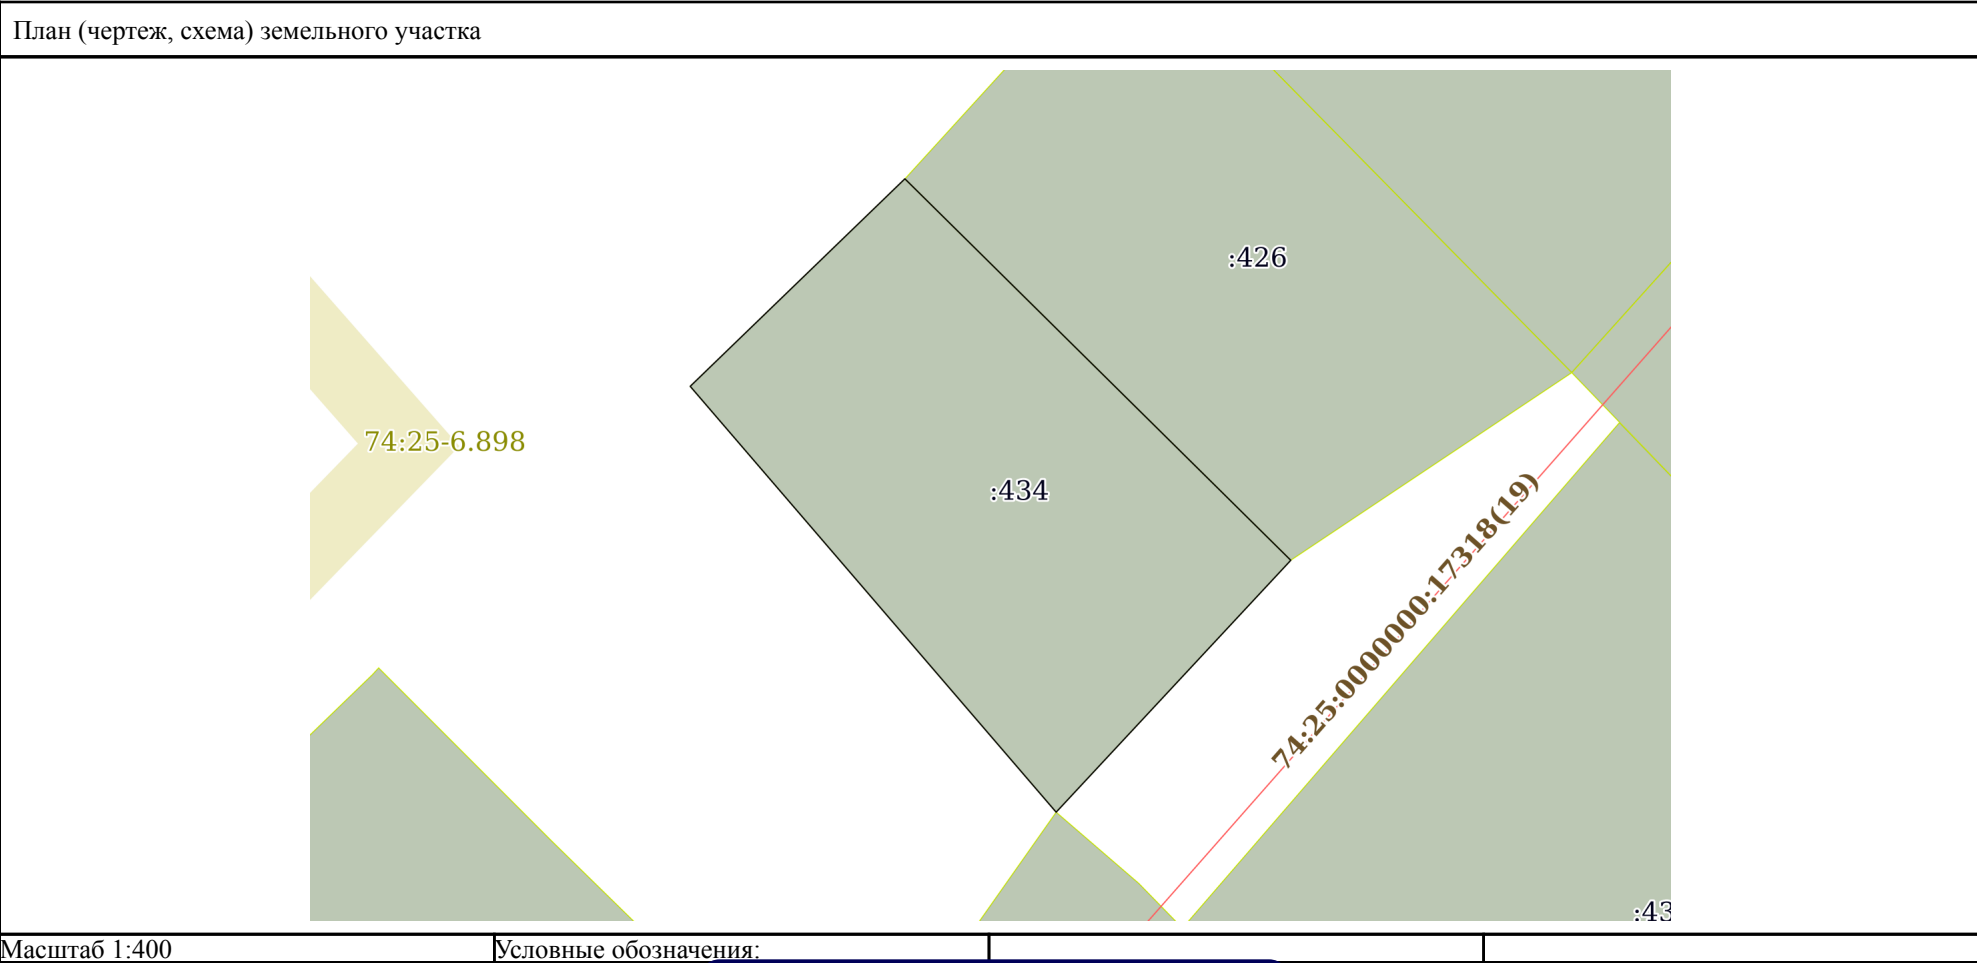 План (чертеж, схема) земельного участка
:426
74:25-6.898
:434
74:25:0000000:17318(19)
:43
Масштаб 1:400
Условные обозначения: